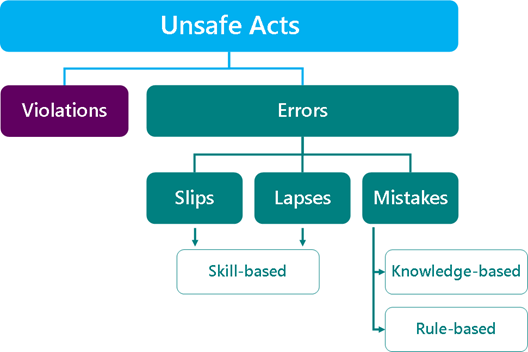 Unsafe Acts
Violations
Errors
Slips
Lapses
Mistakes
Skill-based
Knowledge-based
Rule-based